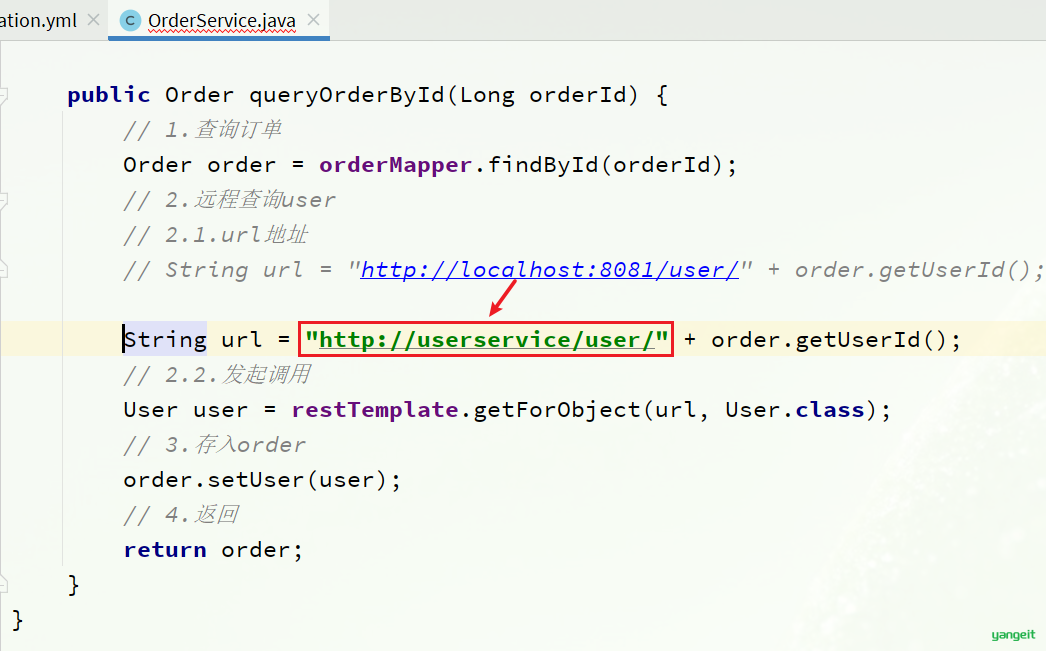 ation.yml
OrderService.java
public Order queryOrderById(Long orderId) {
// 1.查询订单
Order order = orderMapper.findById(orderId);
// 2.远程查询user
// 2.1.url地址
// String url = "http://localhost:8081/user/" + order.getUserId();
String url = "http://userservice/user/" + order.getUserId();
// 2.2.发起调用
User user = restTemplate.getForObject(url, User.class);
// 3.存入order
order.setUser(user);
// 4.返回
return order;
}
}
yangeit